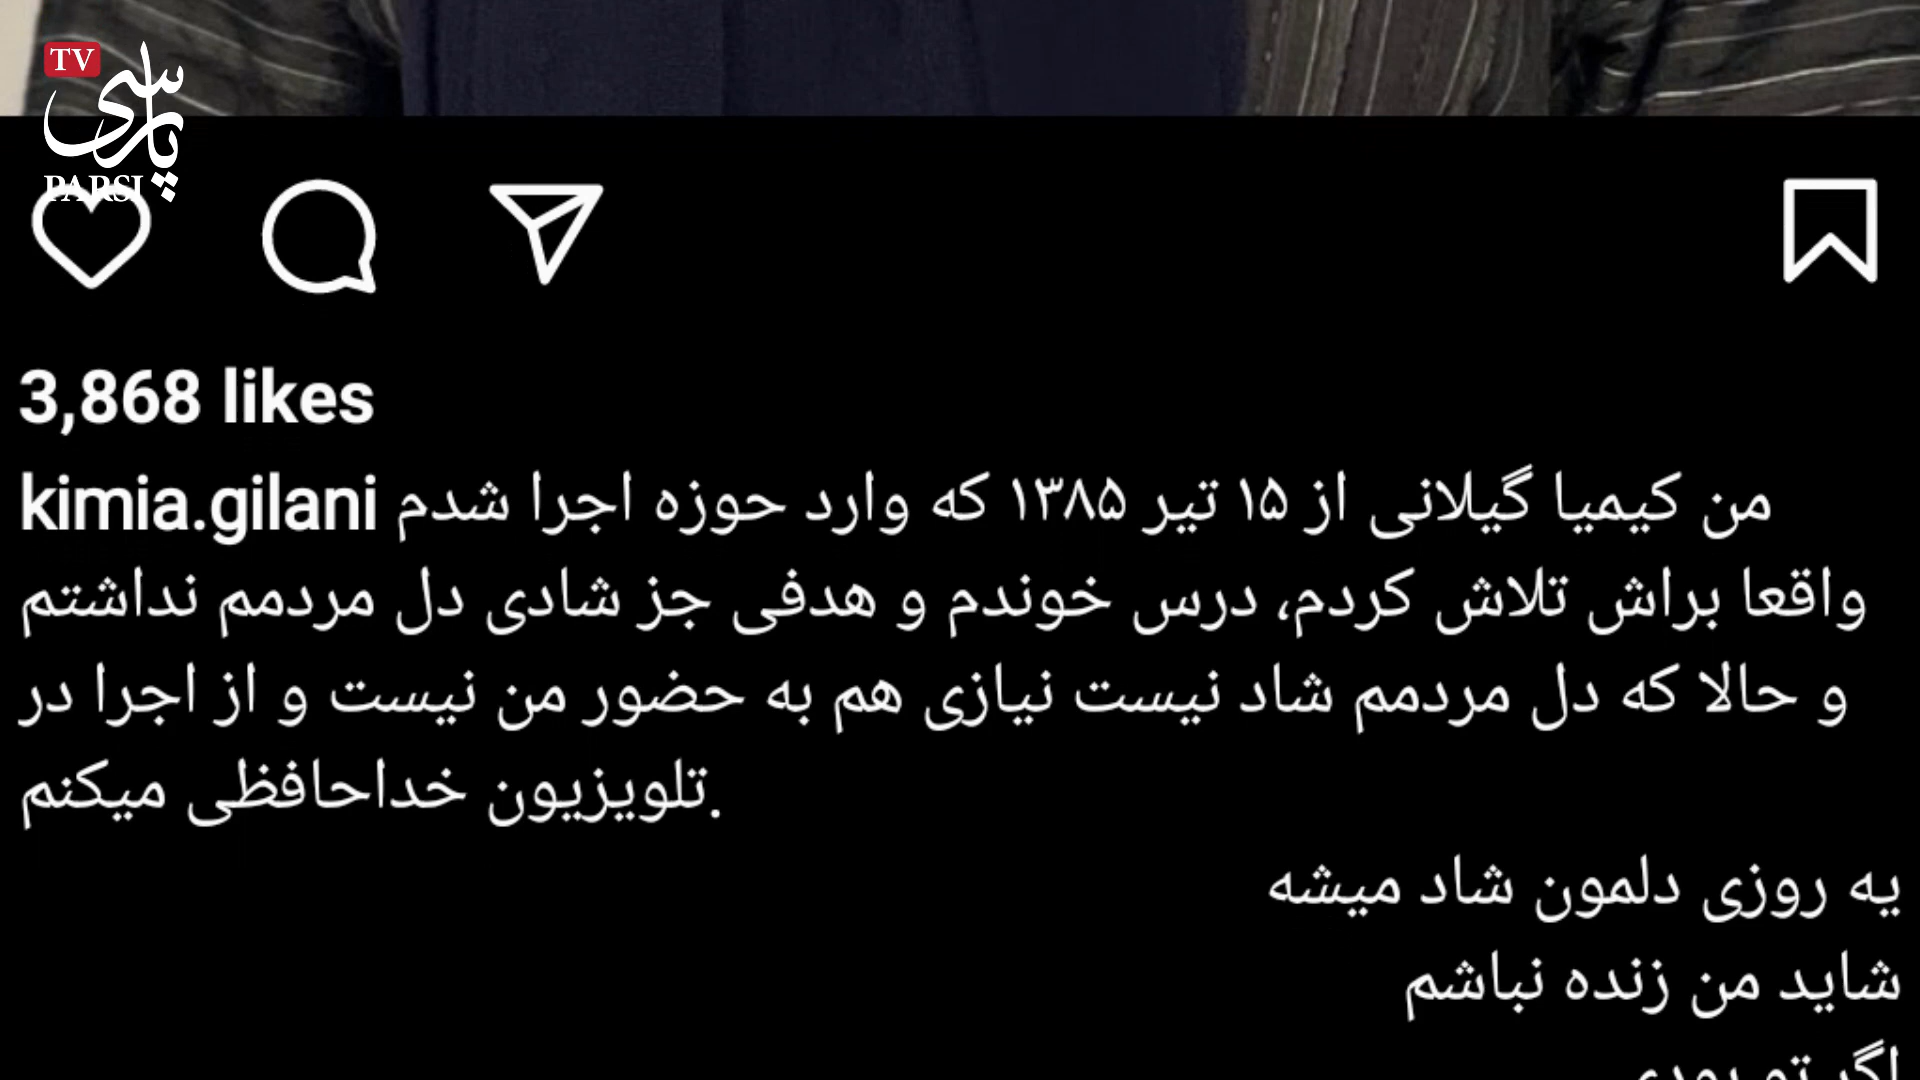 TV
پارسی
PARSI
3,868 likes
kimia.gilani من کیمیا گیلانی از ۱۵ تیر ۱۳۸۵ که وارد حوزه اجرا شدم
واقعا براش تلاش کردم، درس خوندم و هدفی جز شادی دل مردمم نداشتم
و حالا که دل مردمم شاد نیست نیازی هم به حضور من نیست و از اجرا در
تلویزیون خداحافظی میکنم.
یه روزی دلمون شاد میشه
شاید من زنده نباشم
اگر تو بودی